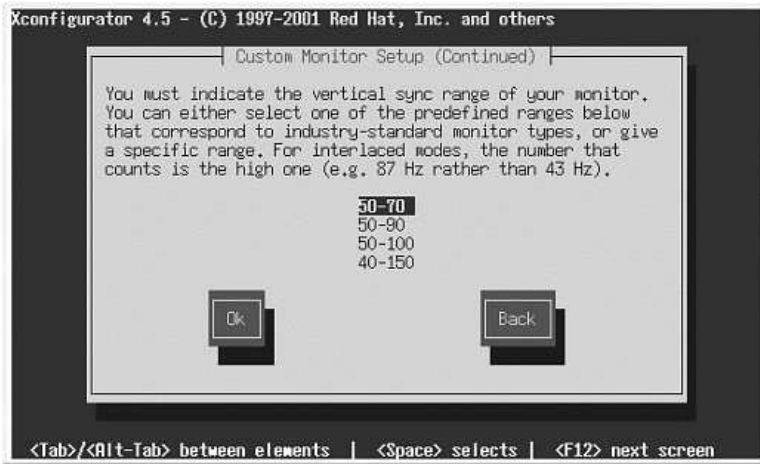 Xconfigurator 4.5 - (C) 1997-2001 Red Hat, Inc. and others
Custom Monitor Setup (Continued)
You must indicate the vertical sync range of your monitor.
You can either select one of the predefined ranges below
that correspond to industry-standard monitor types, or give
a specific range. For interlaced modes, the number that
counts is the high one (e.g. 87 Hz rather than 43 Hz).
50-70
50-90
50-100
40-150
Ok Back
<Tab>/<Alt-Tab> between elements | <Space> selects | <F12> next screen